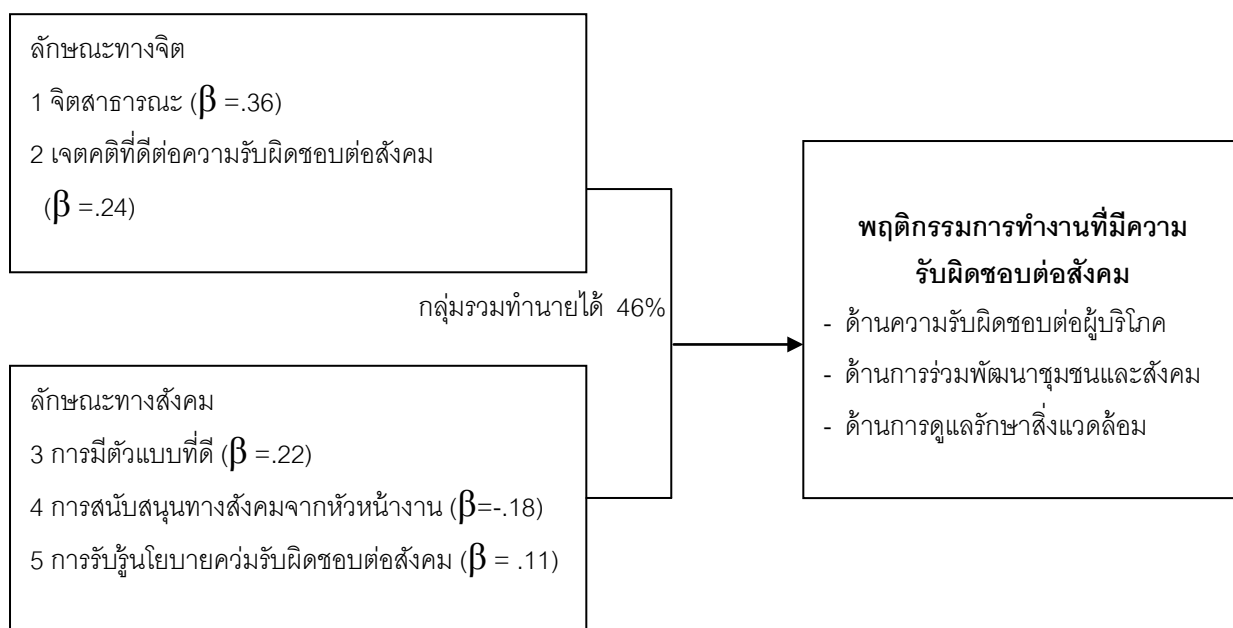 ลักษณะทางจิต
1 จิตสาธารณะ (β =.36)
2 เจตคติที่ดีต่อความรับผิดชอบต่อสังคม
(β =.24)
กลุ่มรวมทำนายได้ 46%
ลักษณะทางสังคม
3 การมีตัวแบบที่ดี (β =.22)
4 การสนับสนุนทางสังคมจากหัวหน้างาน (β=-.18)
5 การรับรู้นโยบายคว่มรับผิดชอบต่อสังคม (β = .11)
พฤติกรรมการทำงานที่มีความ
รับผิดชอบต่อสังคม
- ด้านความรับผิดชอบต่อผู้บริโภค
- ด้านการร่วมพัฒนาชุมชนและสังคม
- ด้านการดูแลรักษาสิ่งแวดล้อม